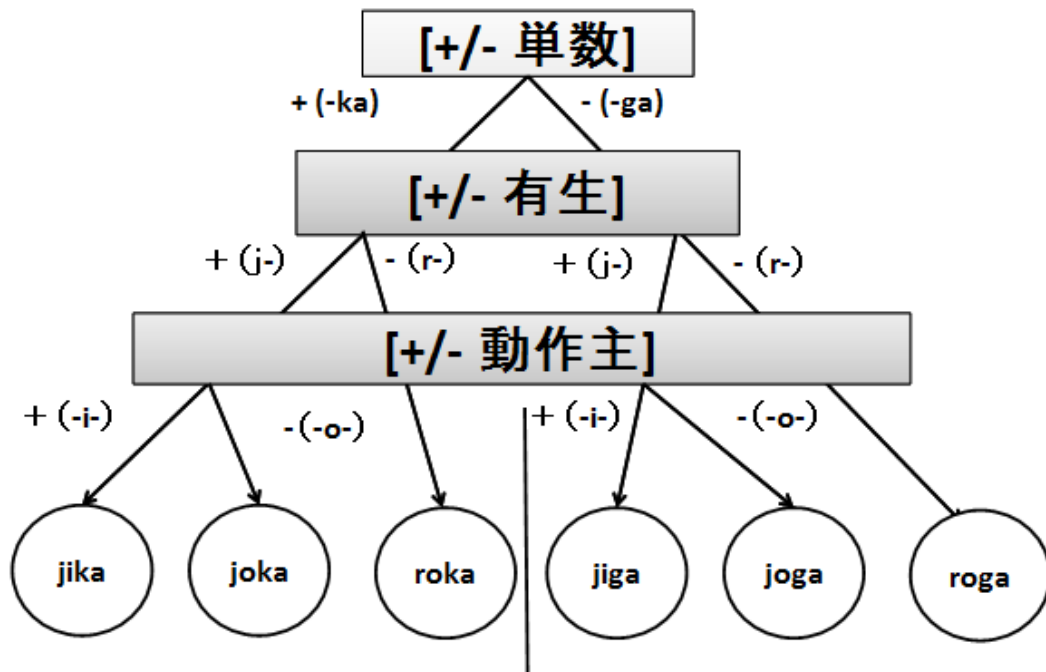 [+/- 単数]
+ (-ka)
- (-ga)
[+/- 有生]
+ (j-)
- (r-)
+ (j-)
- (r-)
[+/- 動作主]
+ (-i-)
- (-o-)
+ (-i-)
- (-o-)
jika
joka
roka
jiga
joga
roga